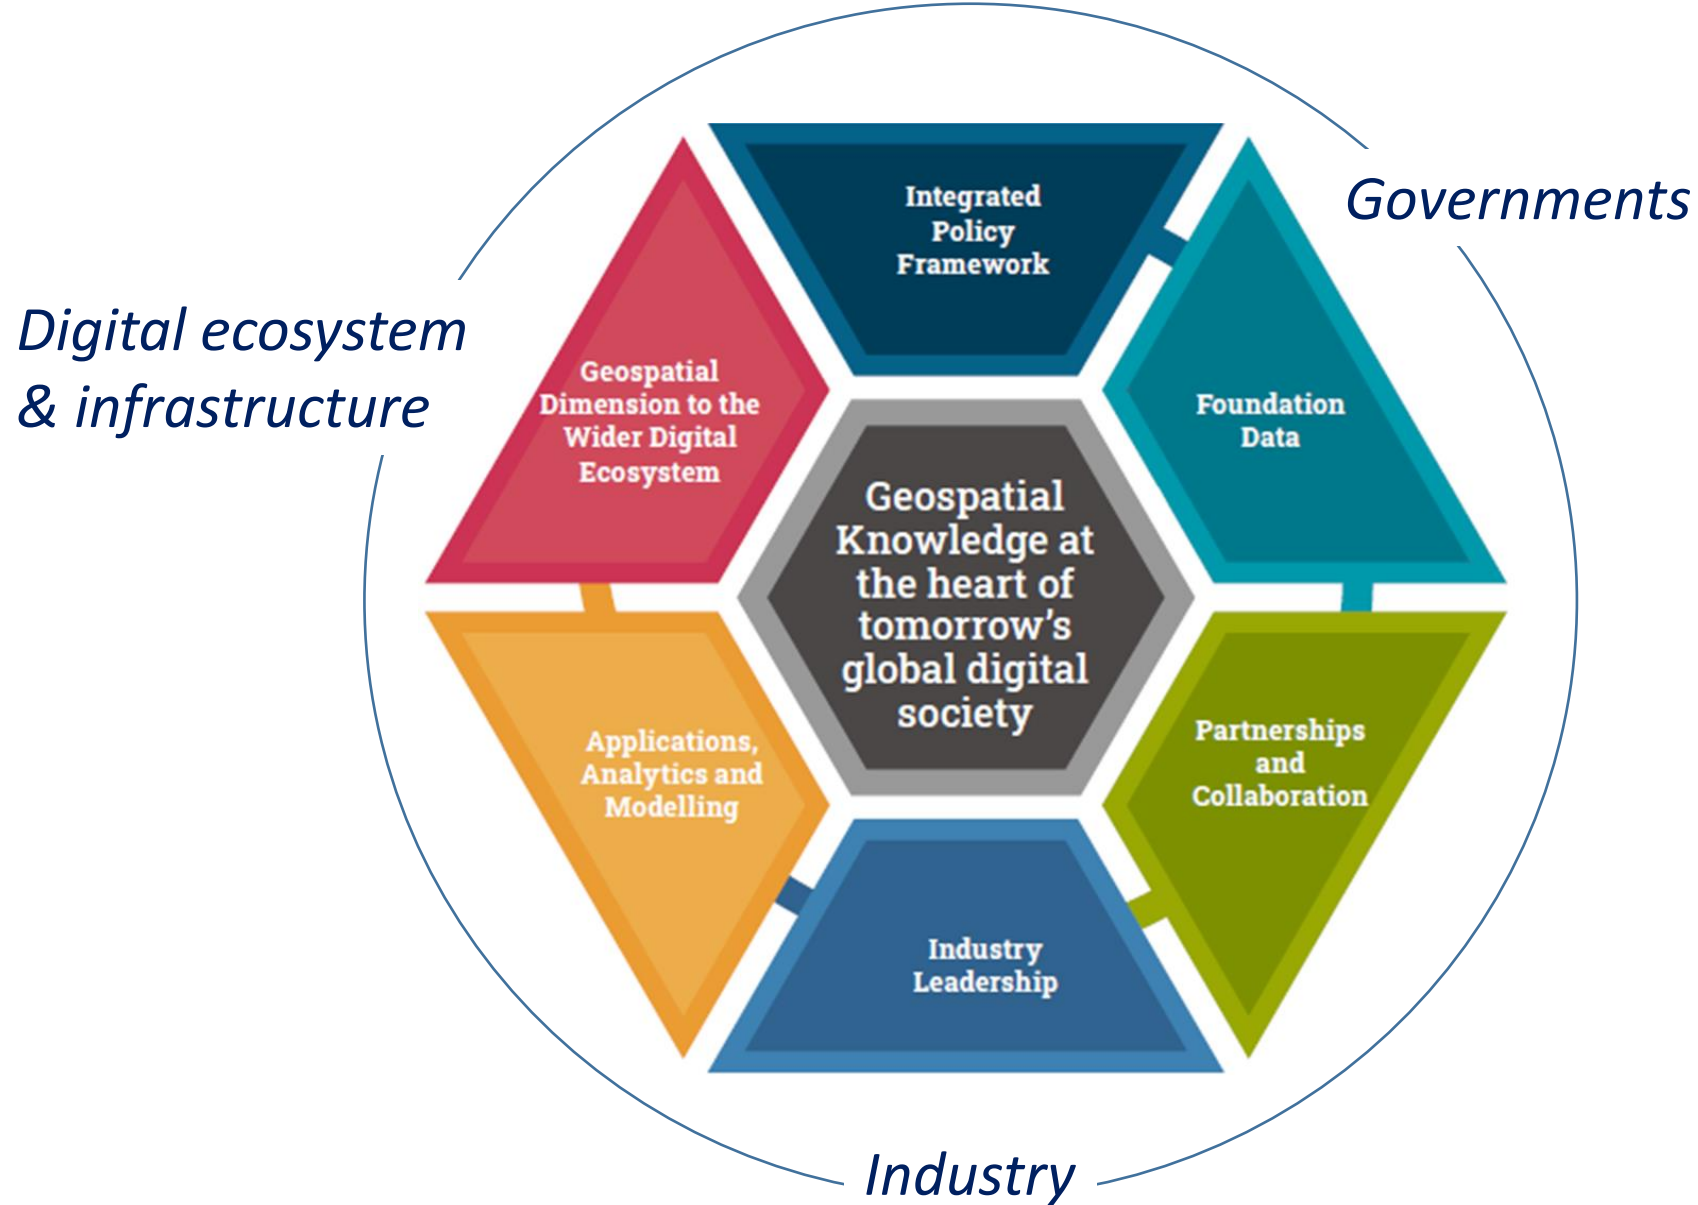 Governments
Digital ecosystem
& infrastructure
Integrated
Policy
Framework
Geospatial
Dimension to the
Wider Digital
Ecosystem
Foundation
Data
Geospatial
Knowledge at
the heart of
tomorrow’s
global digital
society
Applications,
Analytics and
Modelling
Partnerships
and
Collaboration
Industry
Leadership
Industry